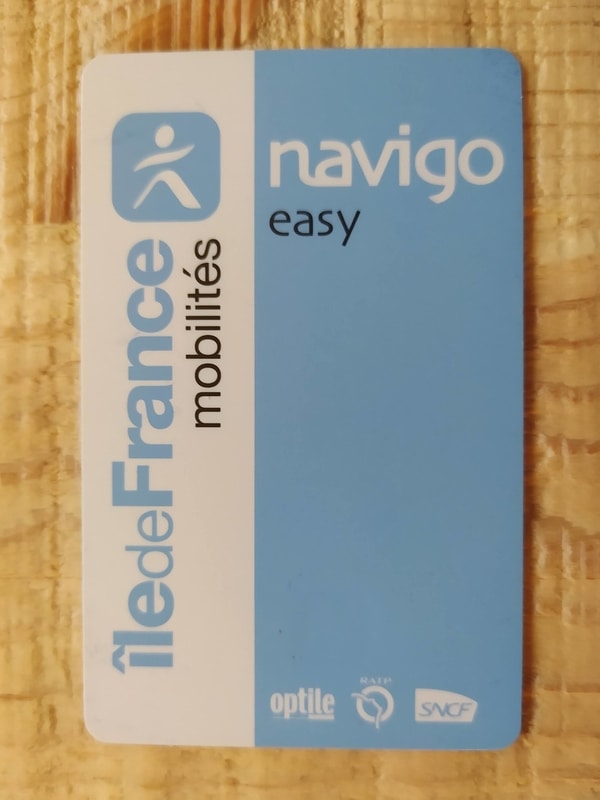 navigo
easy
îledeFrance
mobilités
optile
RATP
SNCF